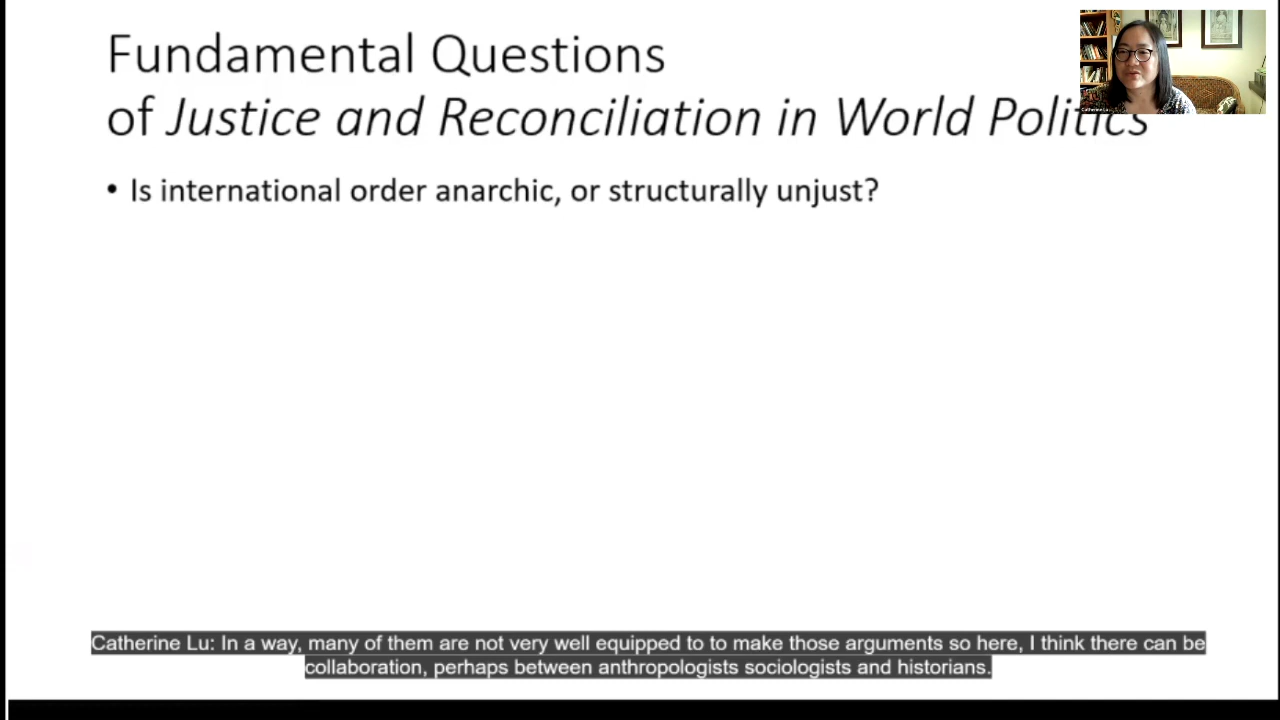 Fundamental Questions
of Justice and Reconciliation in World Politics
• Is international order anarchic, or structurally unjust?
Catherine Lu
Catherine Lu: In a way, many of them are not very well equipped to to make those arguments so here, I think there can be
collaboration, perhaps between anthropologists sociologists and historians.